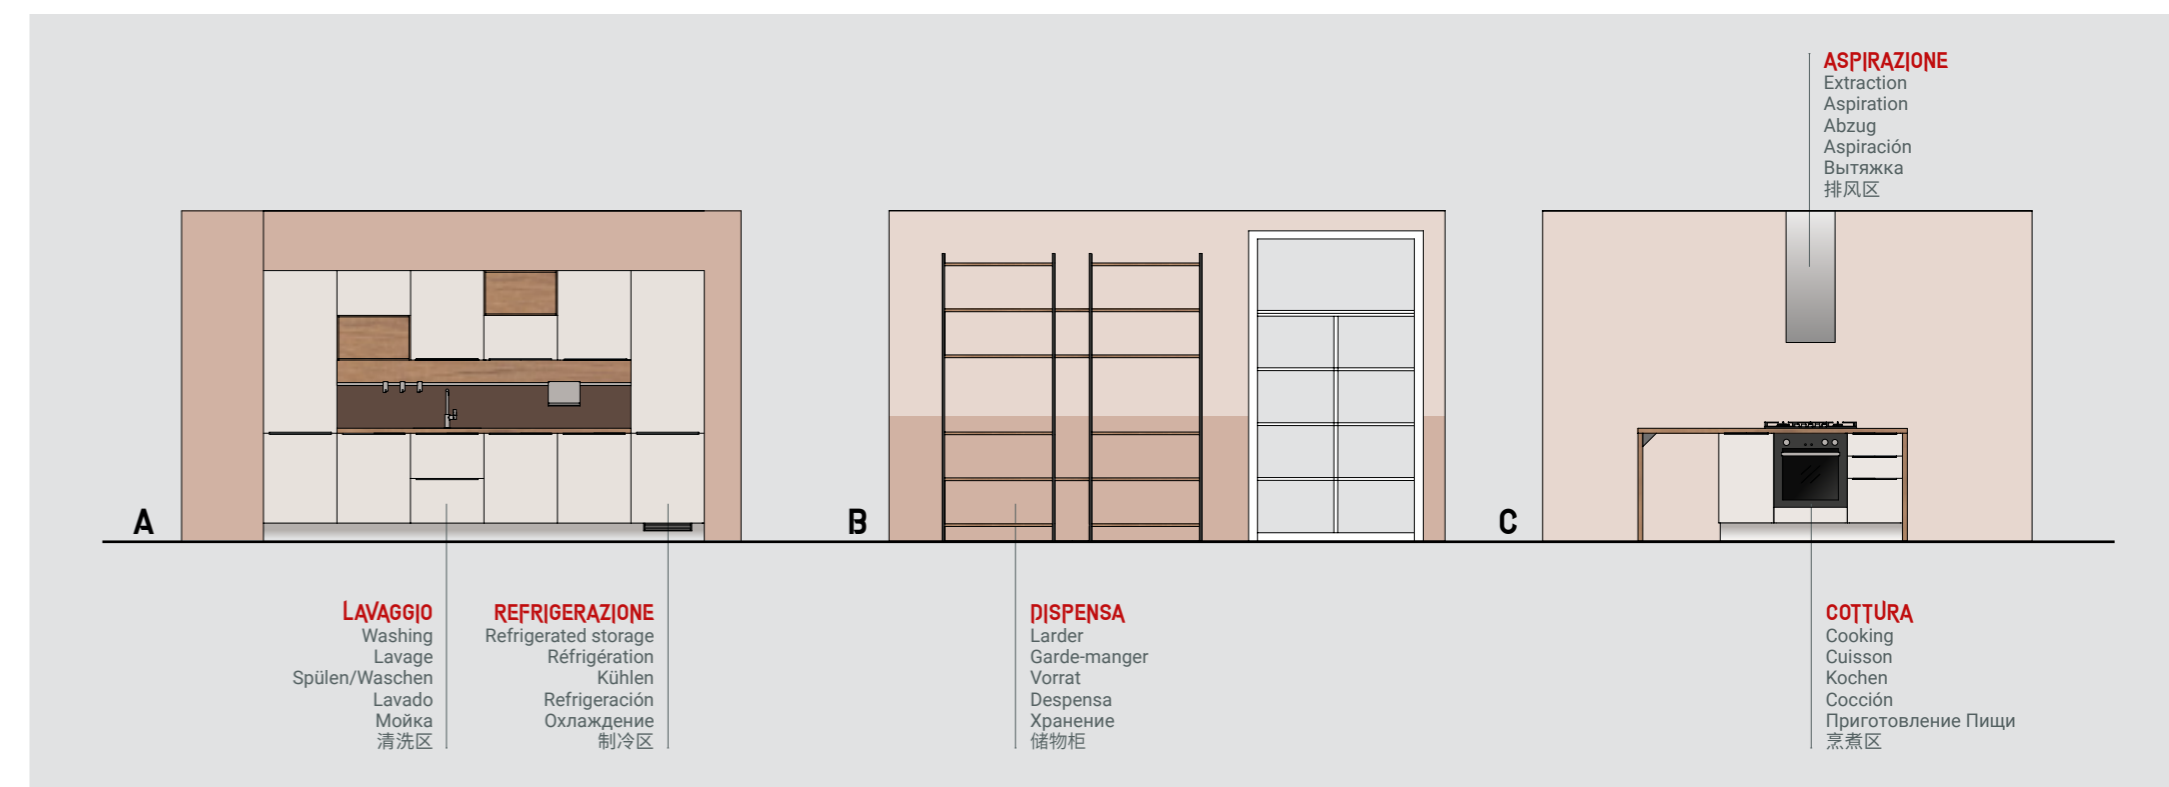 ASPIRAZIONE
Extraction
Aspiration
Abzug
Aspiración
Вытяжка
排风区
A
B
C
LAVAGGIO
Washing
Lavage
Spülen/Waschen
Lavado
Мойка
清洗区
REFRIGERAZIONE
Refrigerated storage
Réfrigération
Kühlen
Refrigeración
Охлаждение
制冷区
DISPENSA
Larder
Garde-manger
Vorrat
Despensa
Хранение
储物柜
COTTURA
Cooking
Cuisson
Kochen
Cocción
Приготовление Пищи
烹煮区